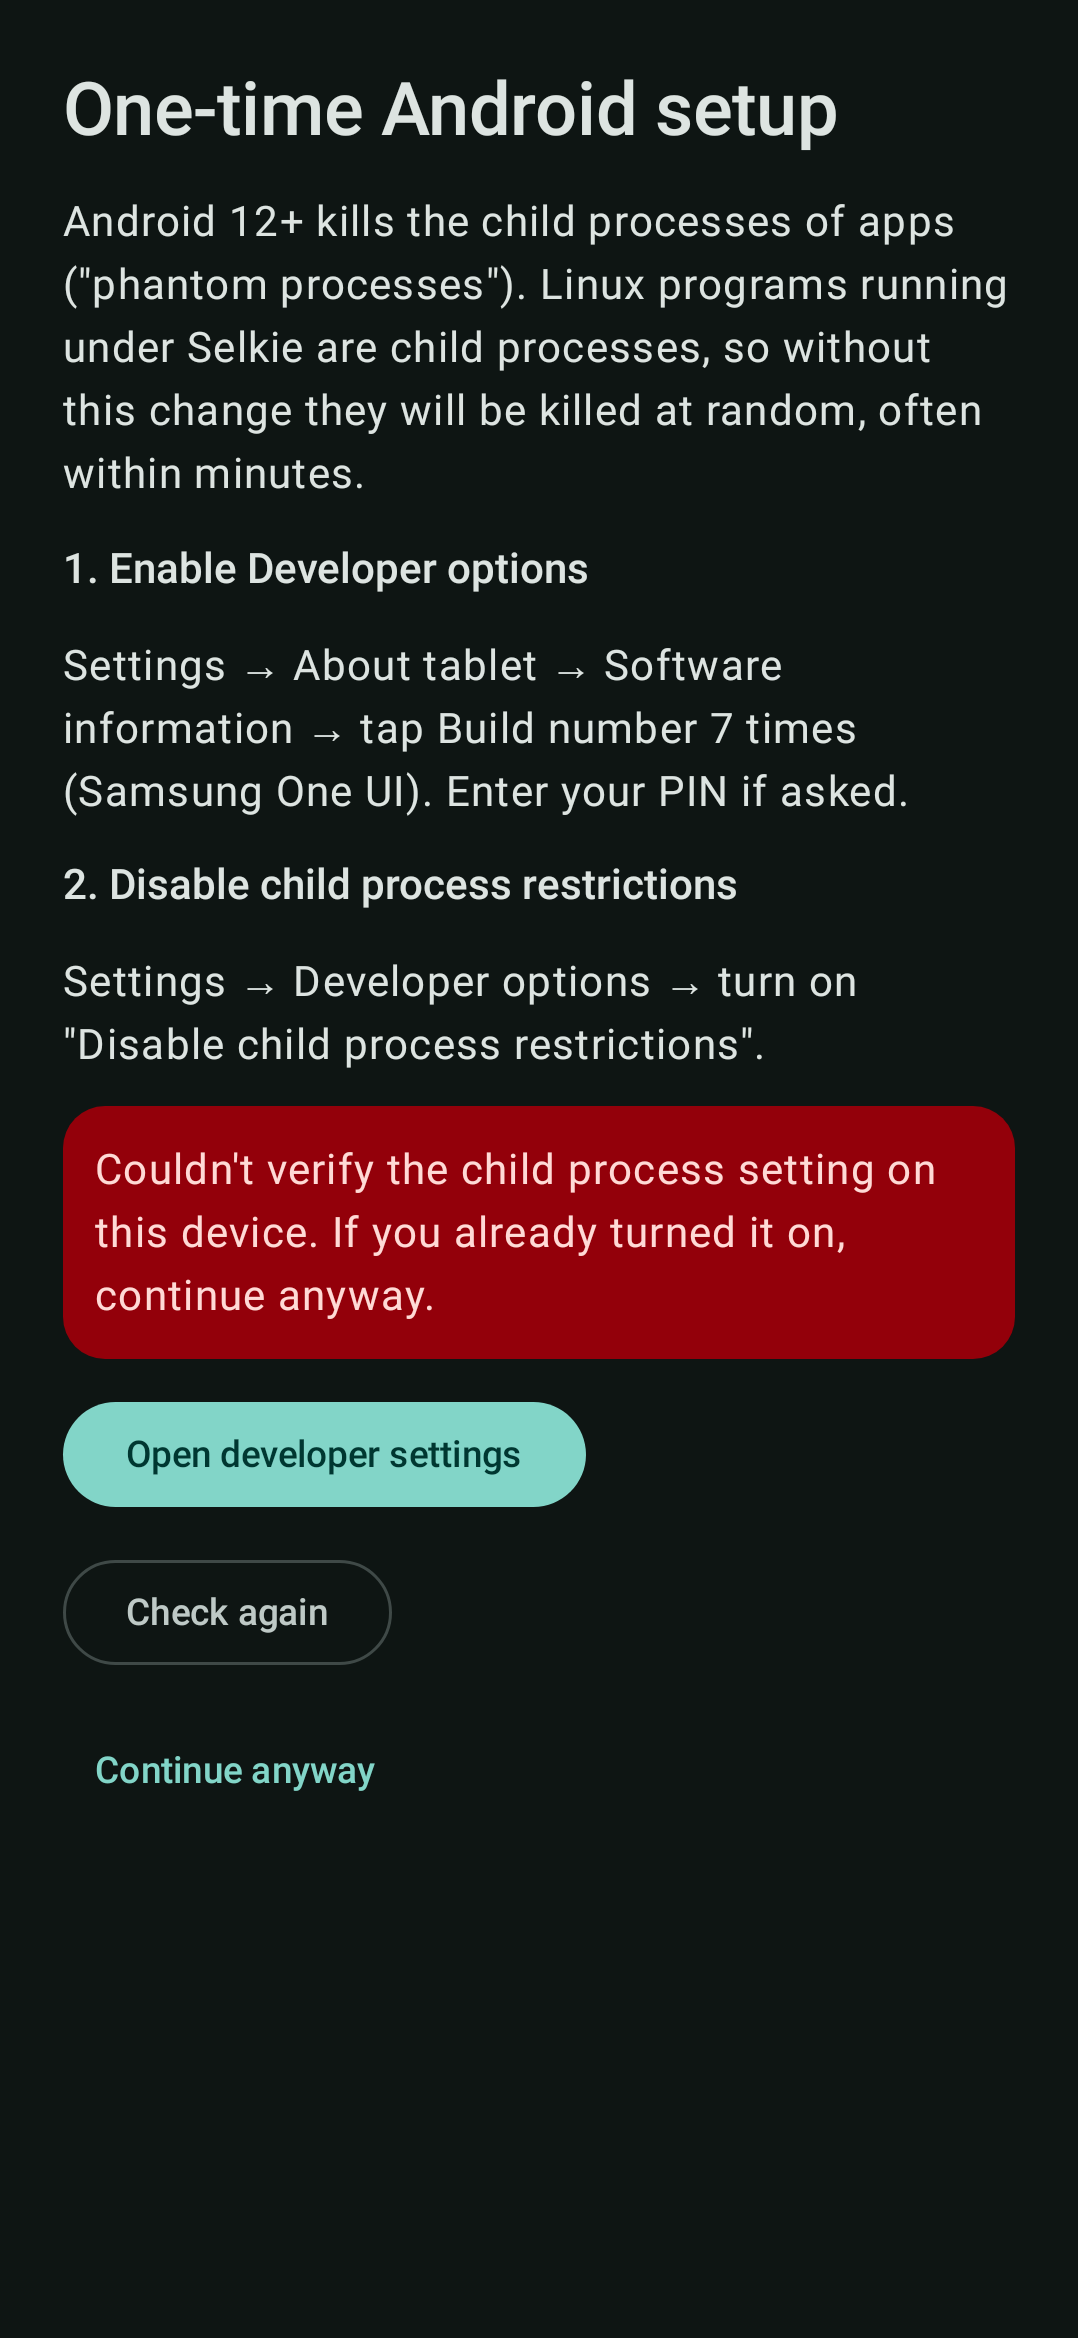 One-time Android setup
Android 12+ kills the child processes of apps
("phantom processes"). Linux programs running
under Selkie are child processes, so without
this change they will be killed at random, often
within minutes.
1. Enable Developer options
Settings → About tablet → Software
information → tap Build number 7 times
(Samsung One UI). Enter your PIN if asked.
2. Disable child process restrictions
Settings → Developer options → turn on
"Disable child process restrictions".
Couldn't verify the child process setting on
this device. If you already turned it on,
continue anyway.
Open developer settings
Check again
Continue anyway